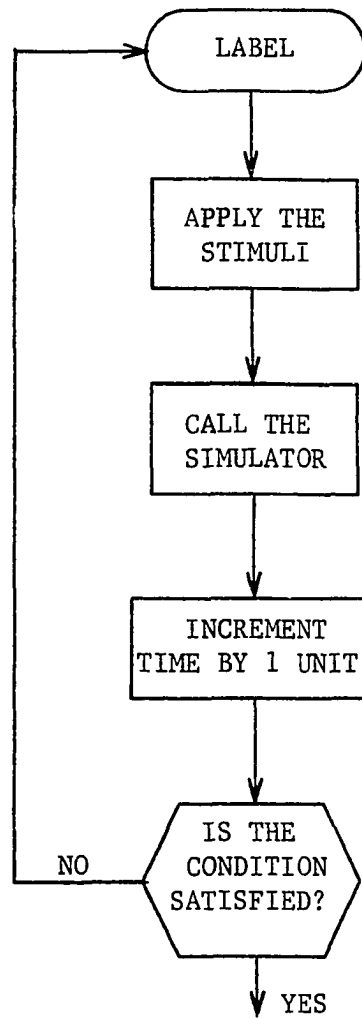 LABEL
APPLY THE
STIMULI
CALL THE
SIMULATOR
INCREMENT
TIME BY 1 UNIT
IS THE
CONDITION
SATISFIED?
NO
YES